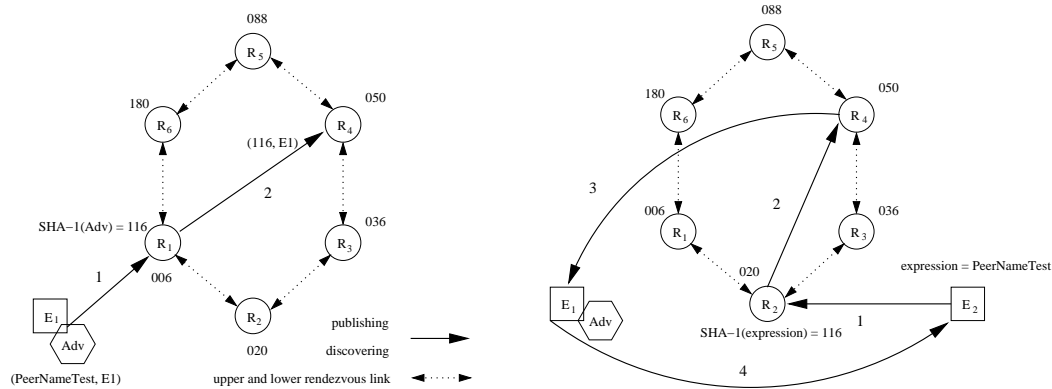 088
R5
180
R6
050
R4
(116, E1)
2
SHA-1(Adv) = 116
R1
006
036
R3
1
E1
Adv
(PeerNameTest, E1)
R2
020
publishing
discovering
upper and lower rendezvous link
088
R5
180
R6
050
R4
3
2
006
R1
036
R3
020
R2
expression = PeerNameTest
E1
Adv
1
E2
SHA-1(expression) = 116
4